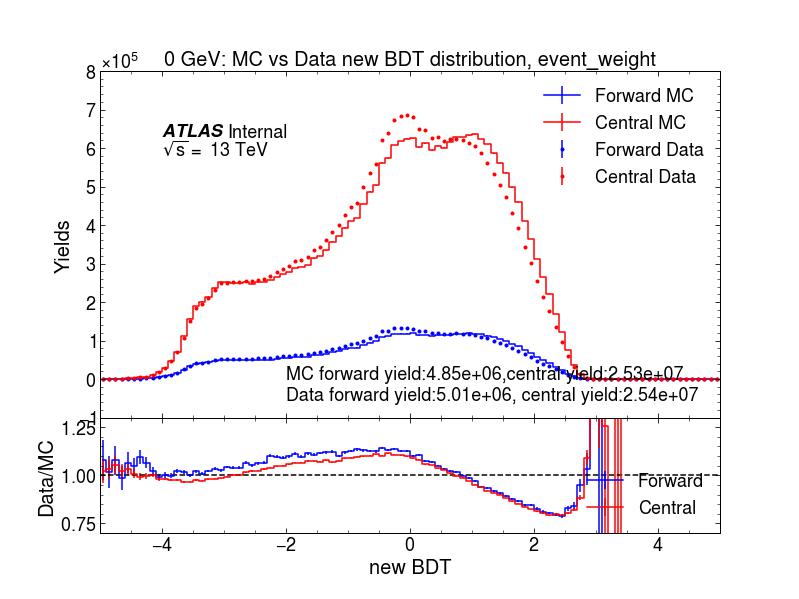 ×10⁵
0 GeV: MC vs Data new BDT distribution, event_weight
8
7
6
5
4
3
2
1
0
−1
Yields
ATLAS Internal
√s = 13 TeV
Forward MC
Central MC
Forward Data
Central Data
MC forward yield:4.85e+06,central yield:2.53e+07
Data forward yield:5.01e+06, central yield:2.54e+07
1.25
1.00
0.75
Data/MC
Forward
Central
−4 −2 0 2 4
new BDT